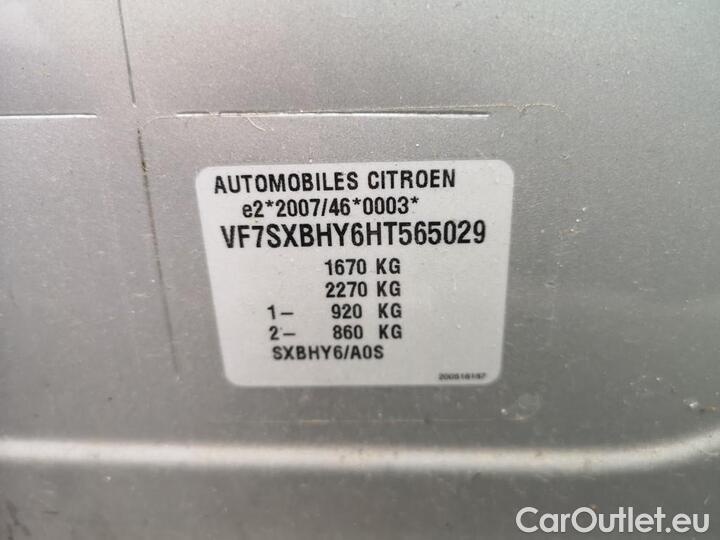 AUTOMOBILES CITROEN
e2*2007/46*0003*
VF7SXBHY6HT565029
1670 KG
2270 KG
1– 920 KG
2– 860 KG
SXBHY6/A0S
CarOutlet.eu